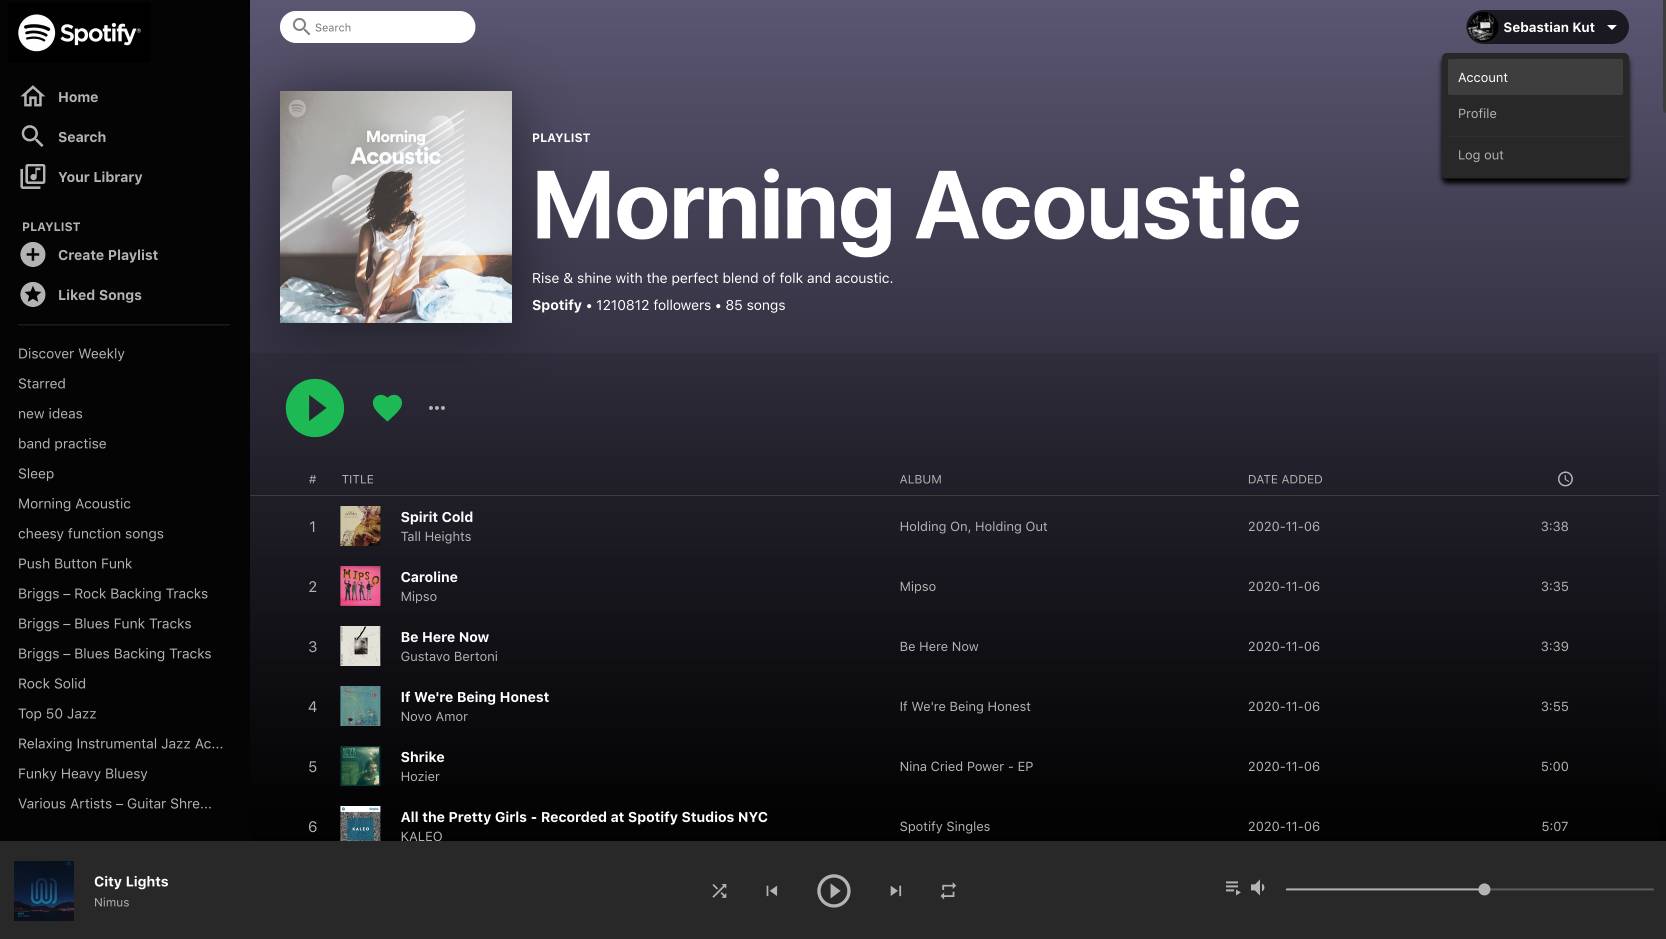 Spotify
Home
Search
Your Library
PLAYLIST
Create Playlist
Liked Songs
Discover Weekly
Starred
new ideas
band practise
Sleep
Morning Acoustic
cheesy function songs
Push Button Funk
Briggs – Rock Backing Tracks
Briggs – Blues Funk Tracks
Briggs – Blues Backing Tracks
Rock Solid
Top 50 Jazz
Relaxing Instrumental Jazz Ac...
Funky Heavy Bluesy
Various Artists – Guitar Shre...
Search
Sebastian Kut
Account
Profile
Log out
Morning
Acoustic
PLAYLIST
Morning Acoustic
Rise & shine with the perfect blend of folk and acoustic.
Spotify • 1210812 followers • 85 songs
# TITLE ALBUM DATE ADDED
1 Spirit Cold Holding On, Holding Out 2020-11-06 3:38
Tall Heights
MIPSO
2 Caroline Mipso 2020-11-06 3:35
Mipso
3 Be Here Now Be Here Now 2020-11-06 3:39
Gustavo Bertoni
4 If We're Being Honest If We're Being Honest 2020-11-06 3:55
Novo Amor
5 Shrike Nina Cried Power - EP 2020-11-06 5:00
Hozier
KALEO
6 All the Pretty Girls - Recorded at Spotify Studios NYC Spotify Singles 2020-11-06 5:07
KALEO
City Lights
Nimus